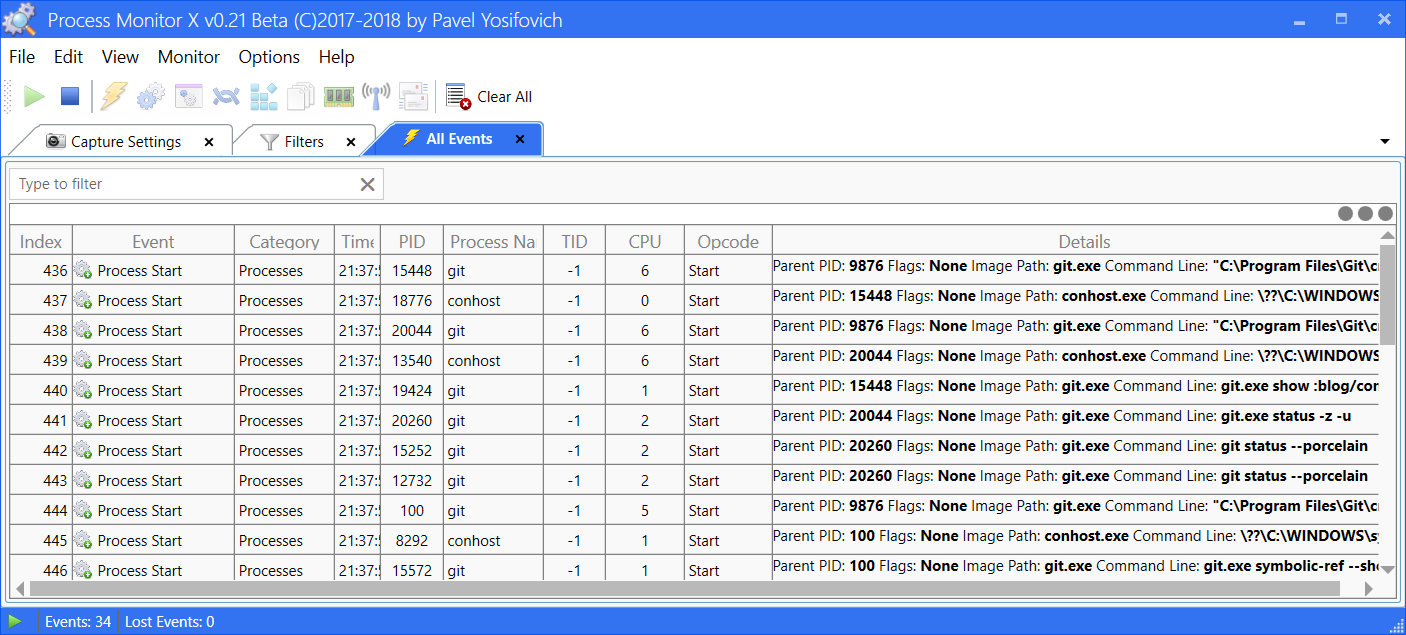 Process Monitor X v0.21 Beta (C)2017-2018 by Pavel Yosifovich
File Edit View Monitor Options Help
Clear All
Capture Settings Filters All Events
Type to filter
Index Event Category Time PID Process Na TID CPU Opcode Details
436 Process Start Processes 21:37: 15448 git -1 6 Start Parent PID: 9876 Flags: None Image Path: git.exe Command Line: "C:\Program Files\Git\c
437 Process Start Processes 21:37: 18776 conhost -1 0 Start Parent PID: 15448 Flags: None Image Path: conhost.exe Command Line: \??\C:\WINDOWS
438 Process Start Processes 21:37: 20044 git -1 6 Start Parent PID: 9876 Flags: None Image Path: git.exe Command Line: "C:\Program Files\Git\c
439 Process Start Processes 21:37: 13540 conhost -1 6 Start Parent PID: 20044 Flags: None Image Path: conhost.exe Command Line: \??\C:\WINDOWS
440 Process Start Processes 21:37: 19424 git -1 1 Start Parent PID: 15448 Flags: None Image Path: git.exe Command Line: git.exe show :blog/con
441 Process Start Processes 21:37: 20260 git -1 2 Start Parent PID: 20044 Flags: None Image Path: git.exe Command Line: git.exe status -z -u
442 Process Start Processes 21:37: 15252 git -1 2 Start Parent PID: 20260 Flags: None Image Path: git.exe Command Line: git status --porcelain
443 Process Start Processes 21:37: 12732 git -1 2 Start Parent PID: 20260 Flags: None Image Path: git.exe Command Line: git status --porcelain
444 Process Start Processes 21:37: 100 git -1 5 Start Parent PID: 9876 Flags: None Image Path: git.exe Command Line: "C:\Program Files\Git\c
445 Process Start Processes 21:37: 8292 conhost -1 1 Start Parent PID: 100 Flags: None Image Path: conhost.exe Command Line: \??\C:\WINDOWS\s
446 Process Start Processes 21:37: 15572 git -1 1 Start Parent PID: 100 Flags: None Image Path: git.exe Command Line: git.exe symbolic-ref --sh
Events: 34 Lost Events: 0